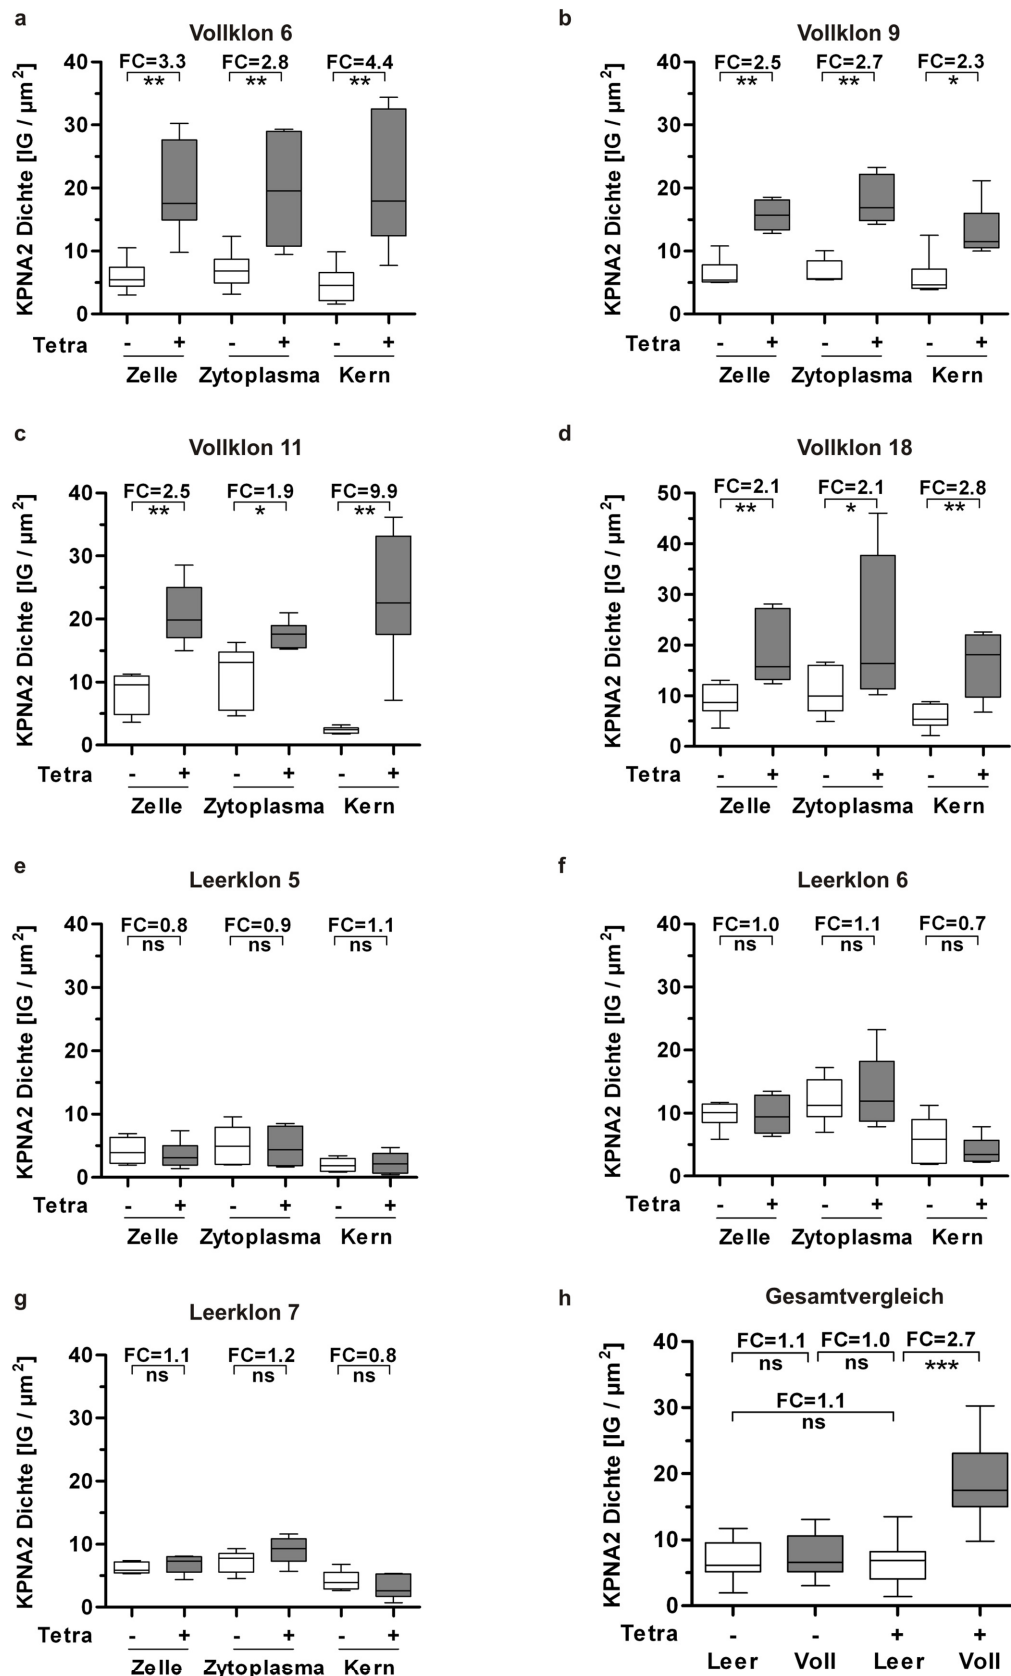 a
Vollklon 6
KPNA2 Dichte [IG / µm²]
FC=3.3 FC=2.8 FC=4.4
** ** **
40
30
20
10
0
Tetra - + - + - +
Zelle Zytoplasma Kern
b
Vollklon 9
KPNA2 Dichte [IG / µm²]
FC=2.5 FC=2.7 FC=2.3
** ** *
40
30
20
10
0
Tetra - + - + - +
Zelle Zytoplasma Kern
c
Vollklon 11
KPNA2 Dichte [IG / µm²]
FC=2.5 FC=1.9 FC=9.9
** * **
40
30
20
10
0
Tetra - + - + - +
Zelle Zytoplasma Kern
d
Vollklon 18
KPNA2 Dichte [IG / µm²]
FC=2.1 FC=2.1 FC=2.8
** * **
50
40
30
20
10
0
Tetra - + - + - +
Zelle Zytoplasma Kern
e
Leerklon 5
KPNA2 Dichte [IG / µm²]
FC=0.8 FC=0.9 FC=1.1
ns ns ns
40
30
20
10
0
Tetra - + - + - +
Zelle Zytoplasma Kern
f
Leerklon 6
KPNA2 Dichte [IG / µm²]
FC=1.0 FC=1.1 FC=0.7
ns ns ns
40
30
20
10
0
Tetra - + - + - +
Zelle Zytoplasma Kern
g
Leerklon 7
KPNA2 Dichte [IG / µm²]
FC=1.1 FC=1.2 FC=0.8
ns ns ns
40
30
20
10
0
Tetra - + - + - +
Zelle Zytoplasma Kern
h
Gesamtvergleich
KPNA2 Dichte [IG / µm²]
FC=1.1 FC=1.0 FC=2.7
ns ns ***
FC=1.1
ns
40
30
20
10
0
Tetra - - + +
Leer Voll Leer Voll